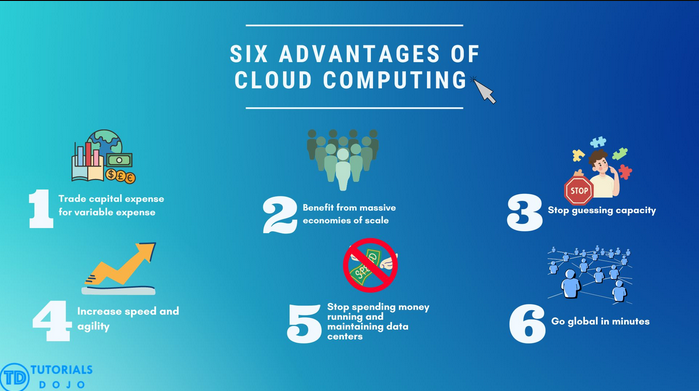 SIX ADVANTAGES OF
CLOUD COMPUTING
1
Trade capital expense
for variable expense
2
Benefit from massive
economies of scale
3
STOP
Stop guessing capacity
4
Increase speed and
agility
5
SPEED
Stop spending money
running and
maintaining data
centers
6
Go global in minutes
TD
TUTORIALS
DOJO